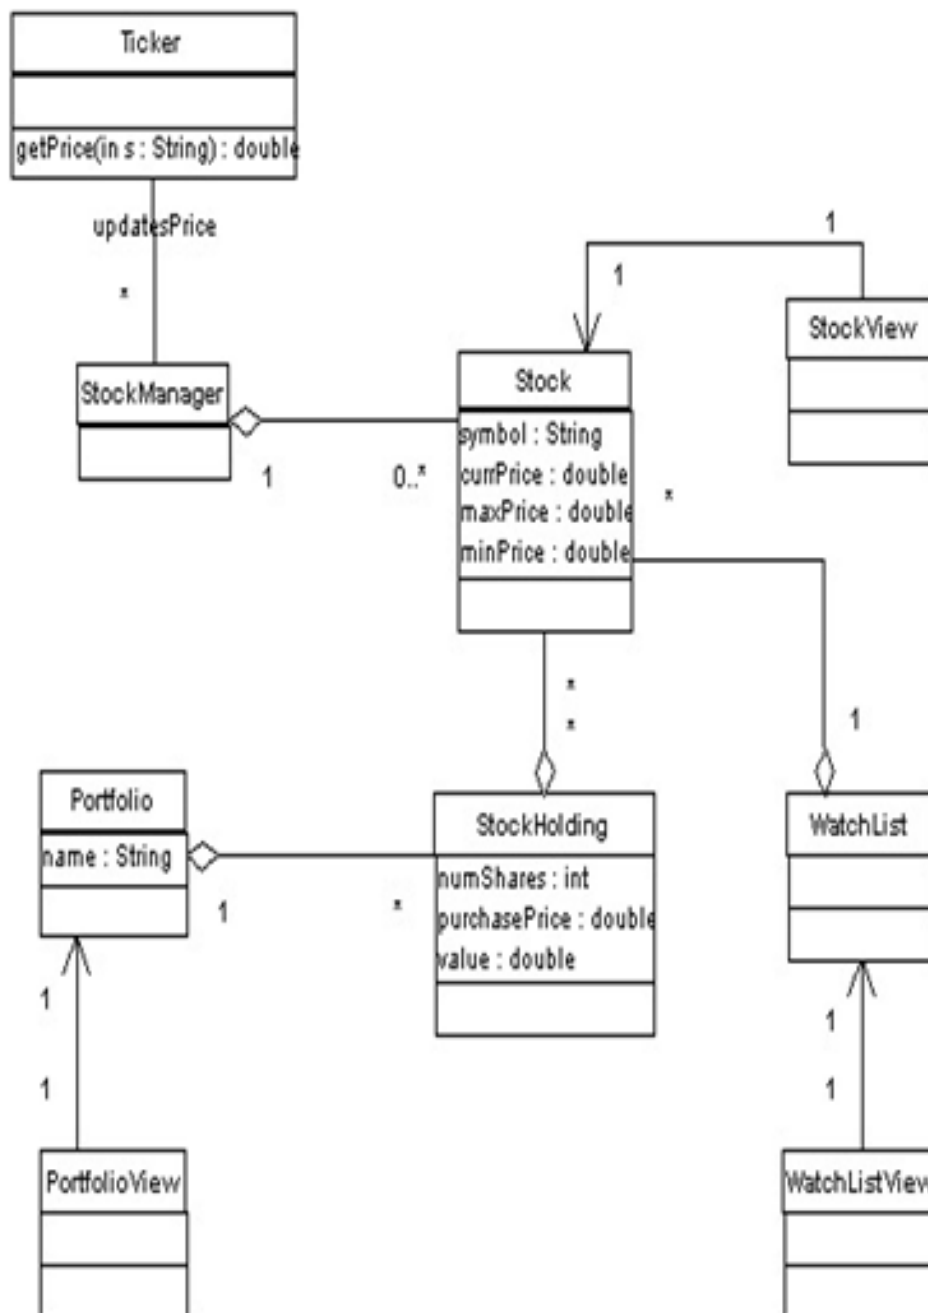 Ticker
getPrice(in s : String) : double
updatesPrice
*
1
1
StockView
StockManager
Stock
symbol : String
currPrice : double
maxPrice : double
minPrice : double
1
0..*
*
*
*
1
Portfolio
name : String
StockHolding
numShares : int
purchasePrice : double
value : double
WatchList
1
*
1
1
1
1
PortfolioView
WatchListView